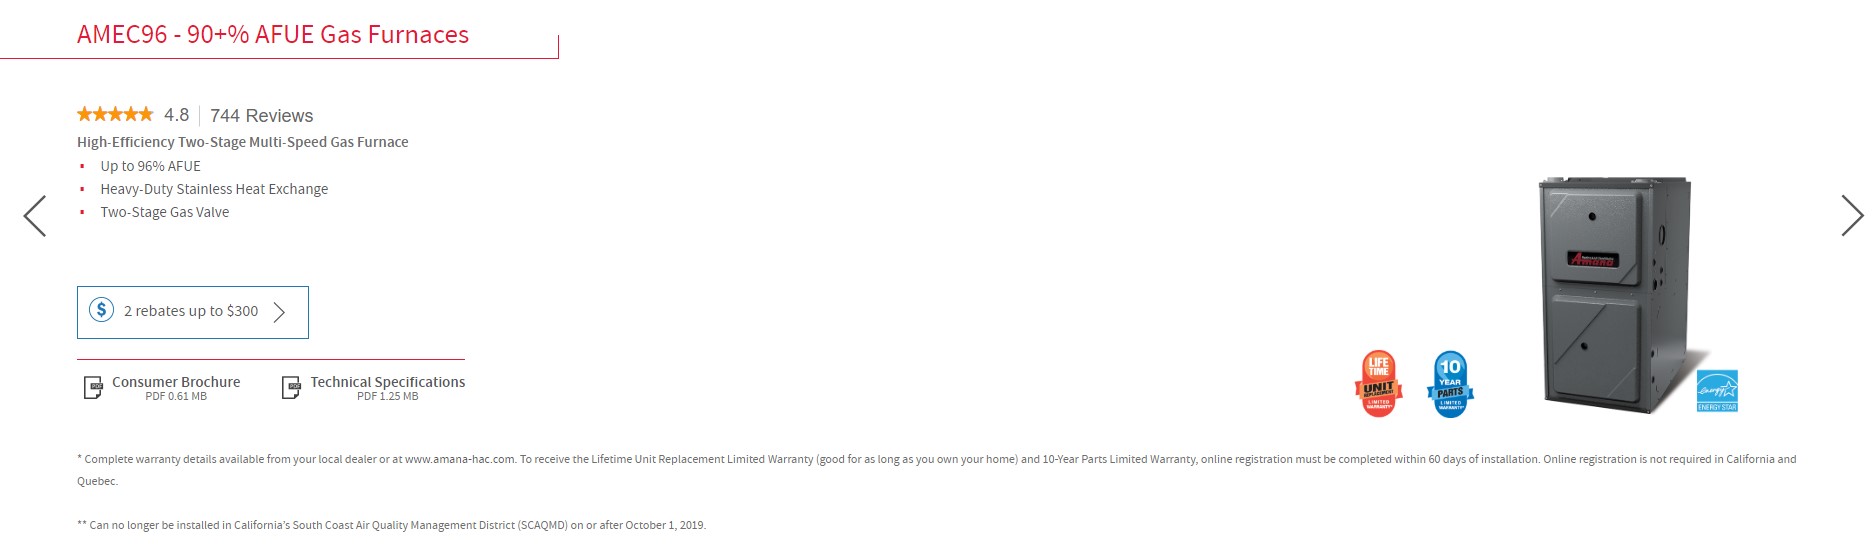 AMEC96 - 90+% AFUE Gas Furnaces
4.8 744 Reviews
High-Efficiency Two-Stage Multi-Speed Gas Furnace
Up to 96% AFUE
Heavy-Duty Stainless Heat Exchange
Two-Stage Gas Valve
$ 2 rebates up to $300
PDF Consumer Brochure
PDF 0.61 MB
PDF Technical Specifications
PDF 1.25 MB
Amana
LIFE
TIME
UNIT
REPLACEMENT
LIMITED
WARRANTY*
10
YEAR
PARTS
LIMITED
WARRANTY*
energy
ENERGY STAR
* Complete warranty details available from your local dealer or at www.amana-hac.com. To receive the Lifetime Unit Replacement Limited Warranty (good for as long as you own your home) and 10-Year Parts Limited Warranty, online registration must be completed within 60 days of installation. Online registration is not required in California and
Quebec.
** Can no longer be installed in California's South Coast Air Quality Management District (SCAQMD) on or after October 1, 2019.